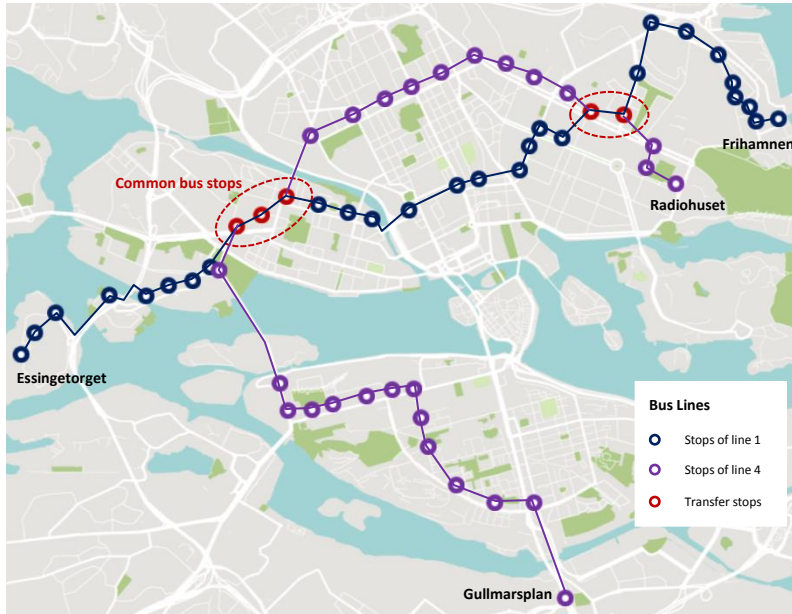 Frihamnen
Common bus stops
Radiohuset
Essingetorget
Bus Lines
Stops of line 1
Stops of line 4
Transfer stops
Gullmarsplan